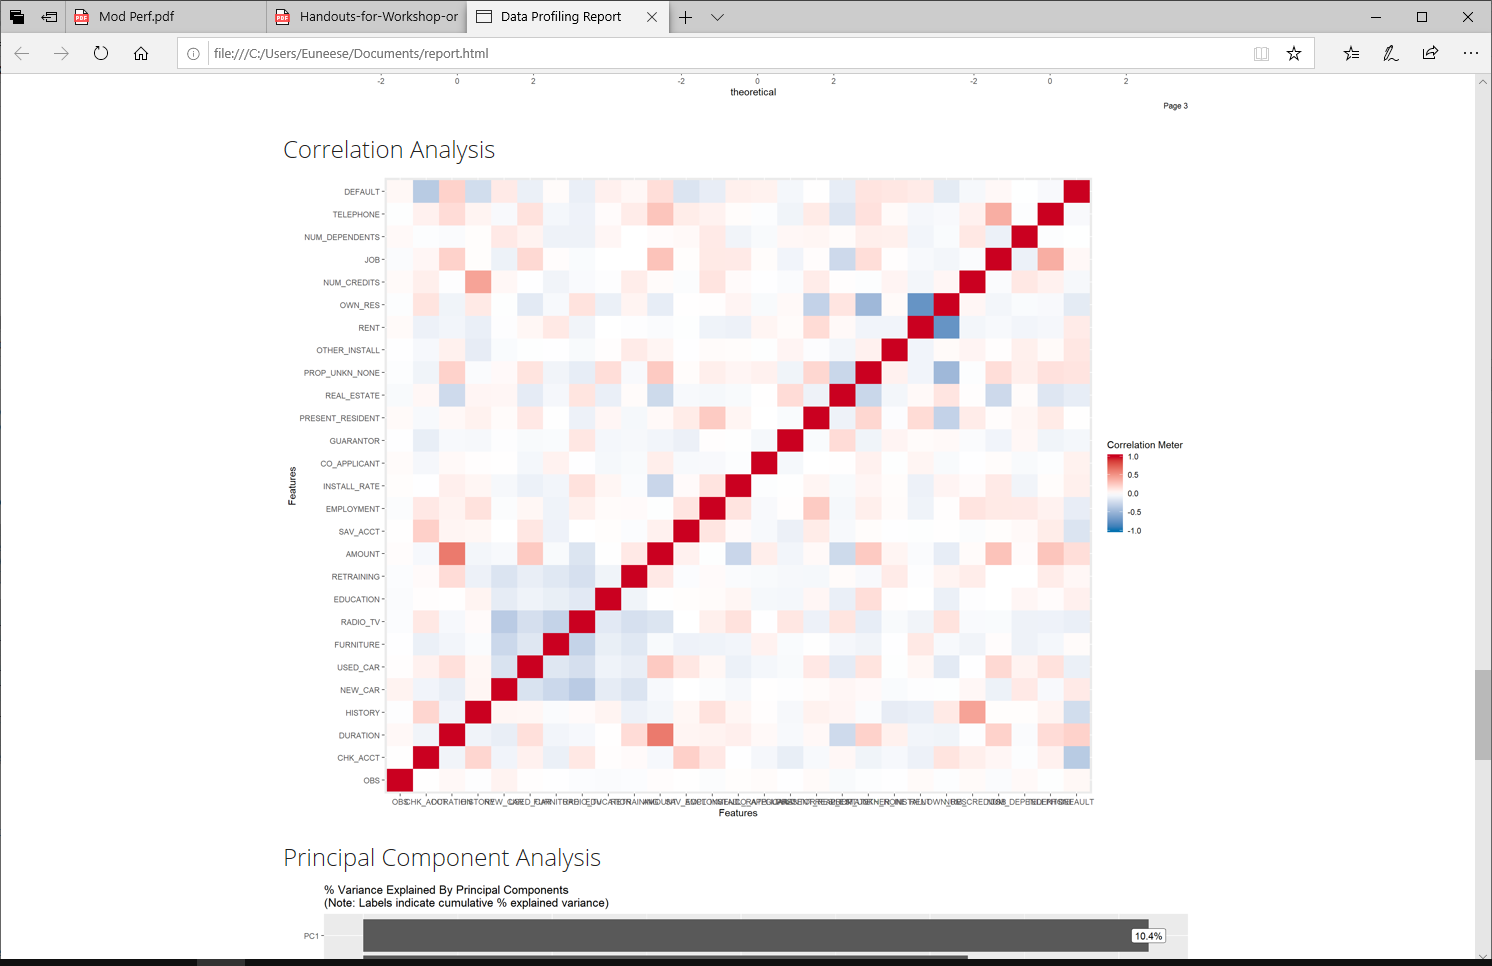 Mod Perf.pdf
Handouts-for-Workshop-or
Data Profiling Report
file:///C:/Users/Euneese/Documents/report.html
-2 0 2 -2 0 2 -2 0 2
theoretical
Page 3
Correlation Analysis
DEFAULT
TELEPHONE
NUM_DEPENDENTS
JOB
NUM_CREDITS
OWN_RES
RENT
OTHER_INSTALL
PROP_UNKN_NONE
REAL_ESTATE
PRESENT_RESIDENT
GUARANTOR
CO_APPLICANT
INSTALL_RATE
EMPLOYMENT
SAV_ACCT
AMOUNT
RETRAINING
EDUCATION
RADIO_TV
FURNITURE
USED_CAR
NEW_CAR
HISTORY
DURATION
CHK_ACCT
OBS
Features
Features
Correlation Meter
1.0
0.5
0.0
-0.5
-1.0
Principal Component Analysis
% Variance Explained By Principal Components
(Note: Labels indicate cumulative % explained variance)
PC1
10.4%